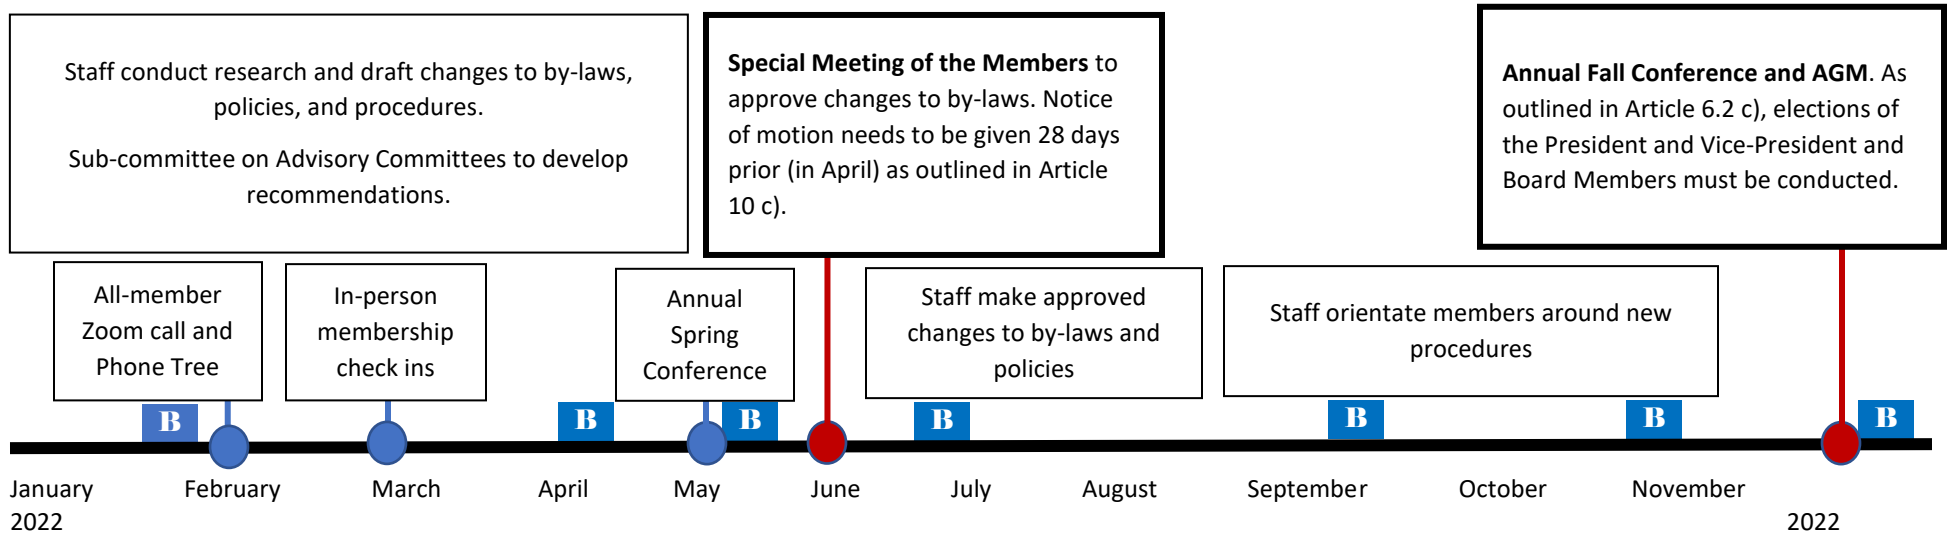 Staff conduct research and draft changes to by-laws,
policies, and procedures.
Sub-committee on Advisory Committees to develop
recommendations.
Special Meeting of the Members to
approve changes to by-laws. Notice
of motion needs to be given 28 days
prior (in April) as outlined in Article
10 c).
Annual Fall Conference and AGM. As
outlined in Article 6.2 c), elections of
the President and Vice-President and
Board Members must be conducted.
All-member
Zoom call and
Phone Tree
In-person
membership
check ins
Annual
Spring
Conference
Staff make approved
changes to by-laws and
policies
Staff orientate members around new
procedures
B
B
B
B
B
B
B
January February March April May June July August September October November
2022 2022